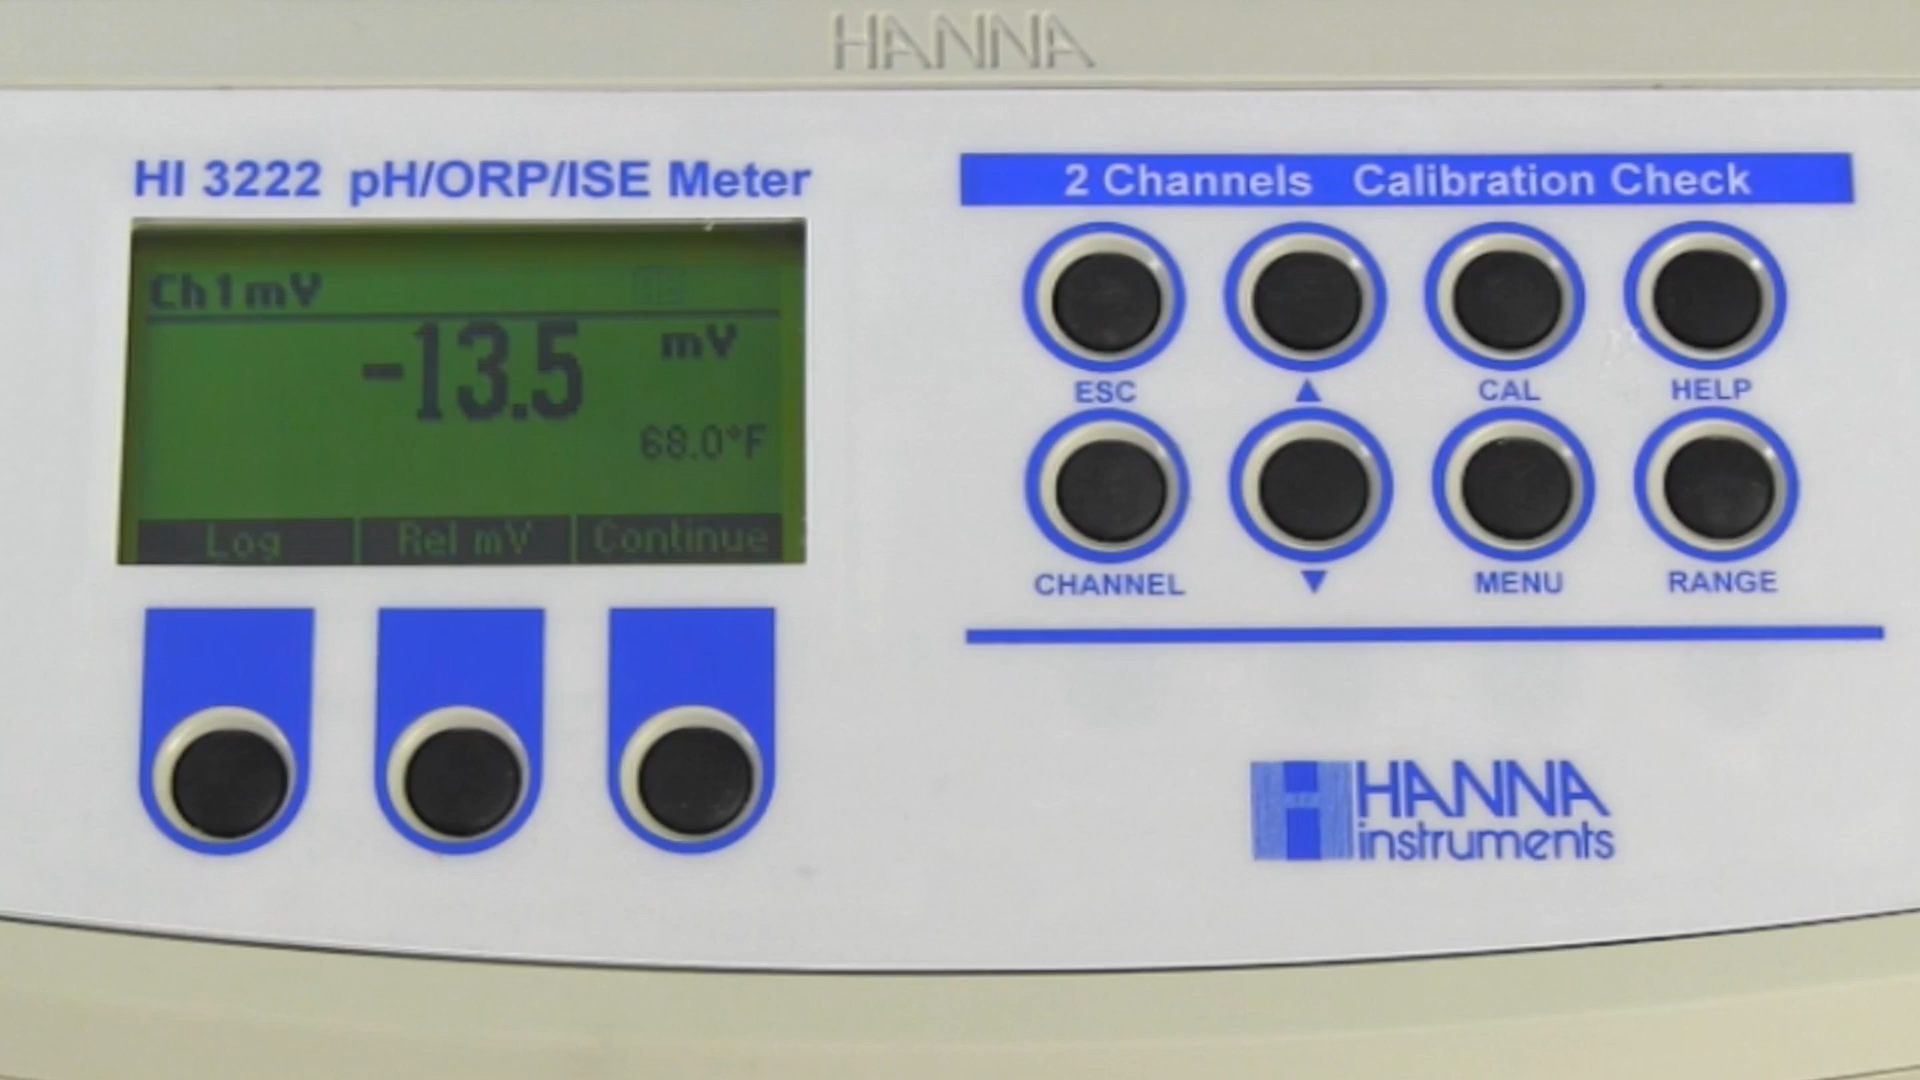 HANNA
HI 3222 pH/ORP/ISE Meter
2 Channels Calibration Check
Ch1mV
-13.5 mV
68.0°F
Log Rel mV Continue
ESC ▲ CAL HELP
CHANNEL ▼ MENU RANGE
HANNA
instruments